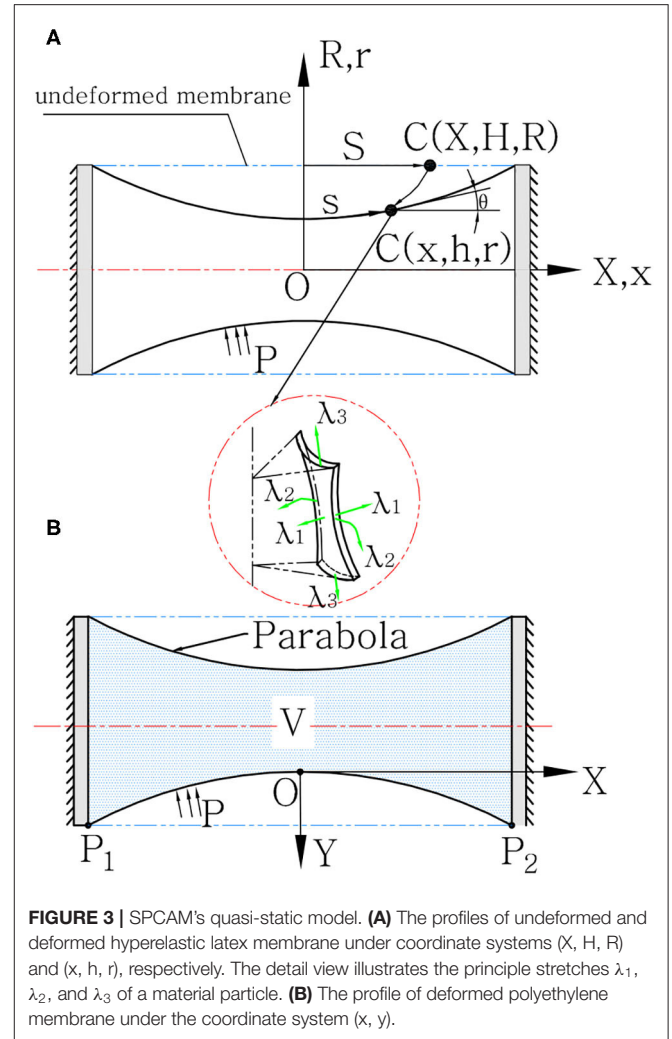 A
R,r
undeformed membrane
S
C(X,H,R)
s
θ
C(x,h,r)
O
X,x
P
λ3
λ2
λ1
λ1
λ2
λ3
B
Parabola
V
O
X
P
P1
Y
P2
FIGURE 3 | SPCAM's quasi-static model. (A) The profiles of undeformed and
deformed hyperelastic latex membrane under coordinate systems (X, H, R)
and (x, h, r), respectively. The detail view illustrates the principle stretches λ1,
λ2, and λ3 of a material particle. (B) The profile of deformed polyethylene
membrane under the coordinate system (x, y).